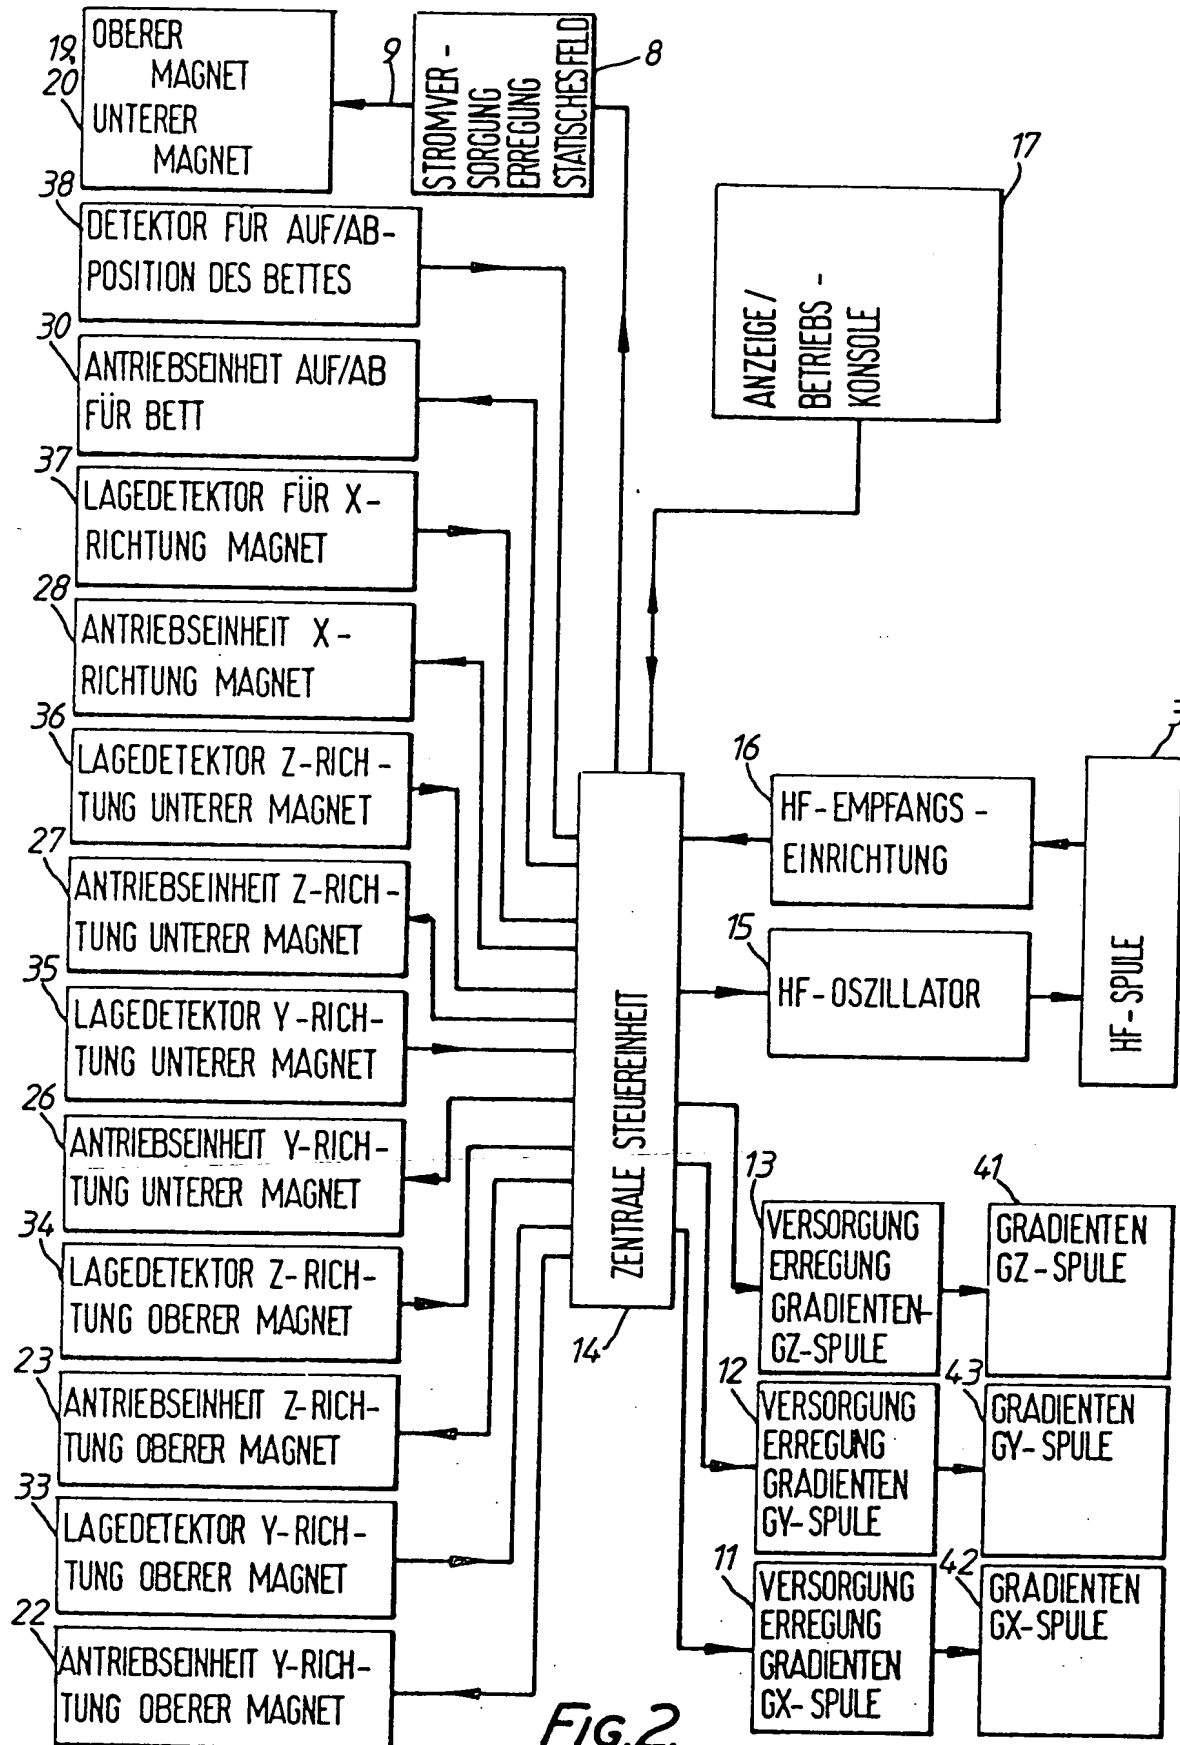 19,
20
OBERER
MAGNET
UNTERER
MAGNET
9
STROMVER-
SORGUNG
ERREGUNG
STATISCHESFELD
8
38
DETEKTOR FÜR AUF/AB-
POSITION DES BETTES
30
ANTRIEBSEINHEIT AUF/AB
FÜR BETT
37
LAGEDETEKTOR FÜR X-
RICHTUNG MAGNET
28
ANTRIEBSEINHEIT X-
RICHTUNG MAGNET
36
LAGEDETEKTOR Z-RICH-
TUNG UNTERER MAGNET
27
ANTRIEBSEINHEIT Z-RICH-
TUNG UNTERER MAGNET
35
LAGEDETEKTOR Y-RICH-
TUNG UNTERER MAGNET
26
ANTRIEBSEINHEIT Y-RICH-
TUNG UNTERER MAGNET
34
LAGEDETEKTOR Z-RICH-
TUNG OBERER MAGNET
23
ANTRIEBSEINHEIT Z-RICH-
TUNG OBERER MAGNET
33
LAGEDETEKTOR Y-RICH-
TUNG OBERER MAGNET
22
ANTRIEBSEINHEIT Y-RICH-
TUNG OBERER MAGNET
17
ANZEIGE/
BETRIEBS-
KONSOLE
ZENTRALE STEUEREINHEIT
14
16
HF-EMPFANGS-
EINRICHTUNG
15
HF-OSZILLATOR
HF-SPULE
13
VERSORGUNG
ERREGUNG
GRADIENTEN-
GZ-SPULE
41
GRADIENTEN
GZ-SPULE
12
VERSORGUNG
ERREGUNG
GRADIENTEN
GY-SPULE
43
GRADIENTEN
GY-SPULE
11
VERSORGUNG
ERREGUNG
GRADIENTEN
GX-SPULE
42
GRADIENTEN
GX-SPULE
FIG.2.